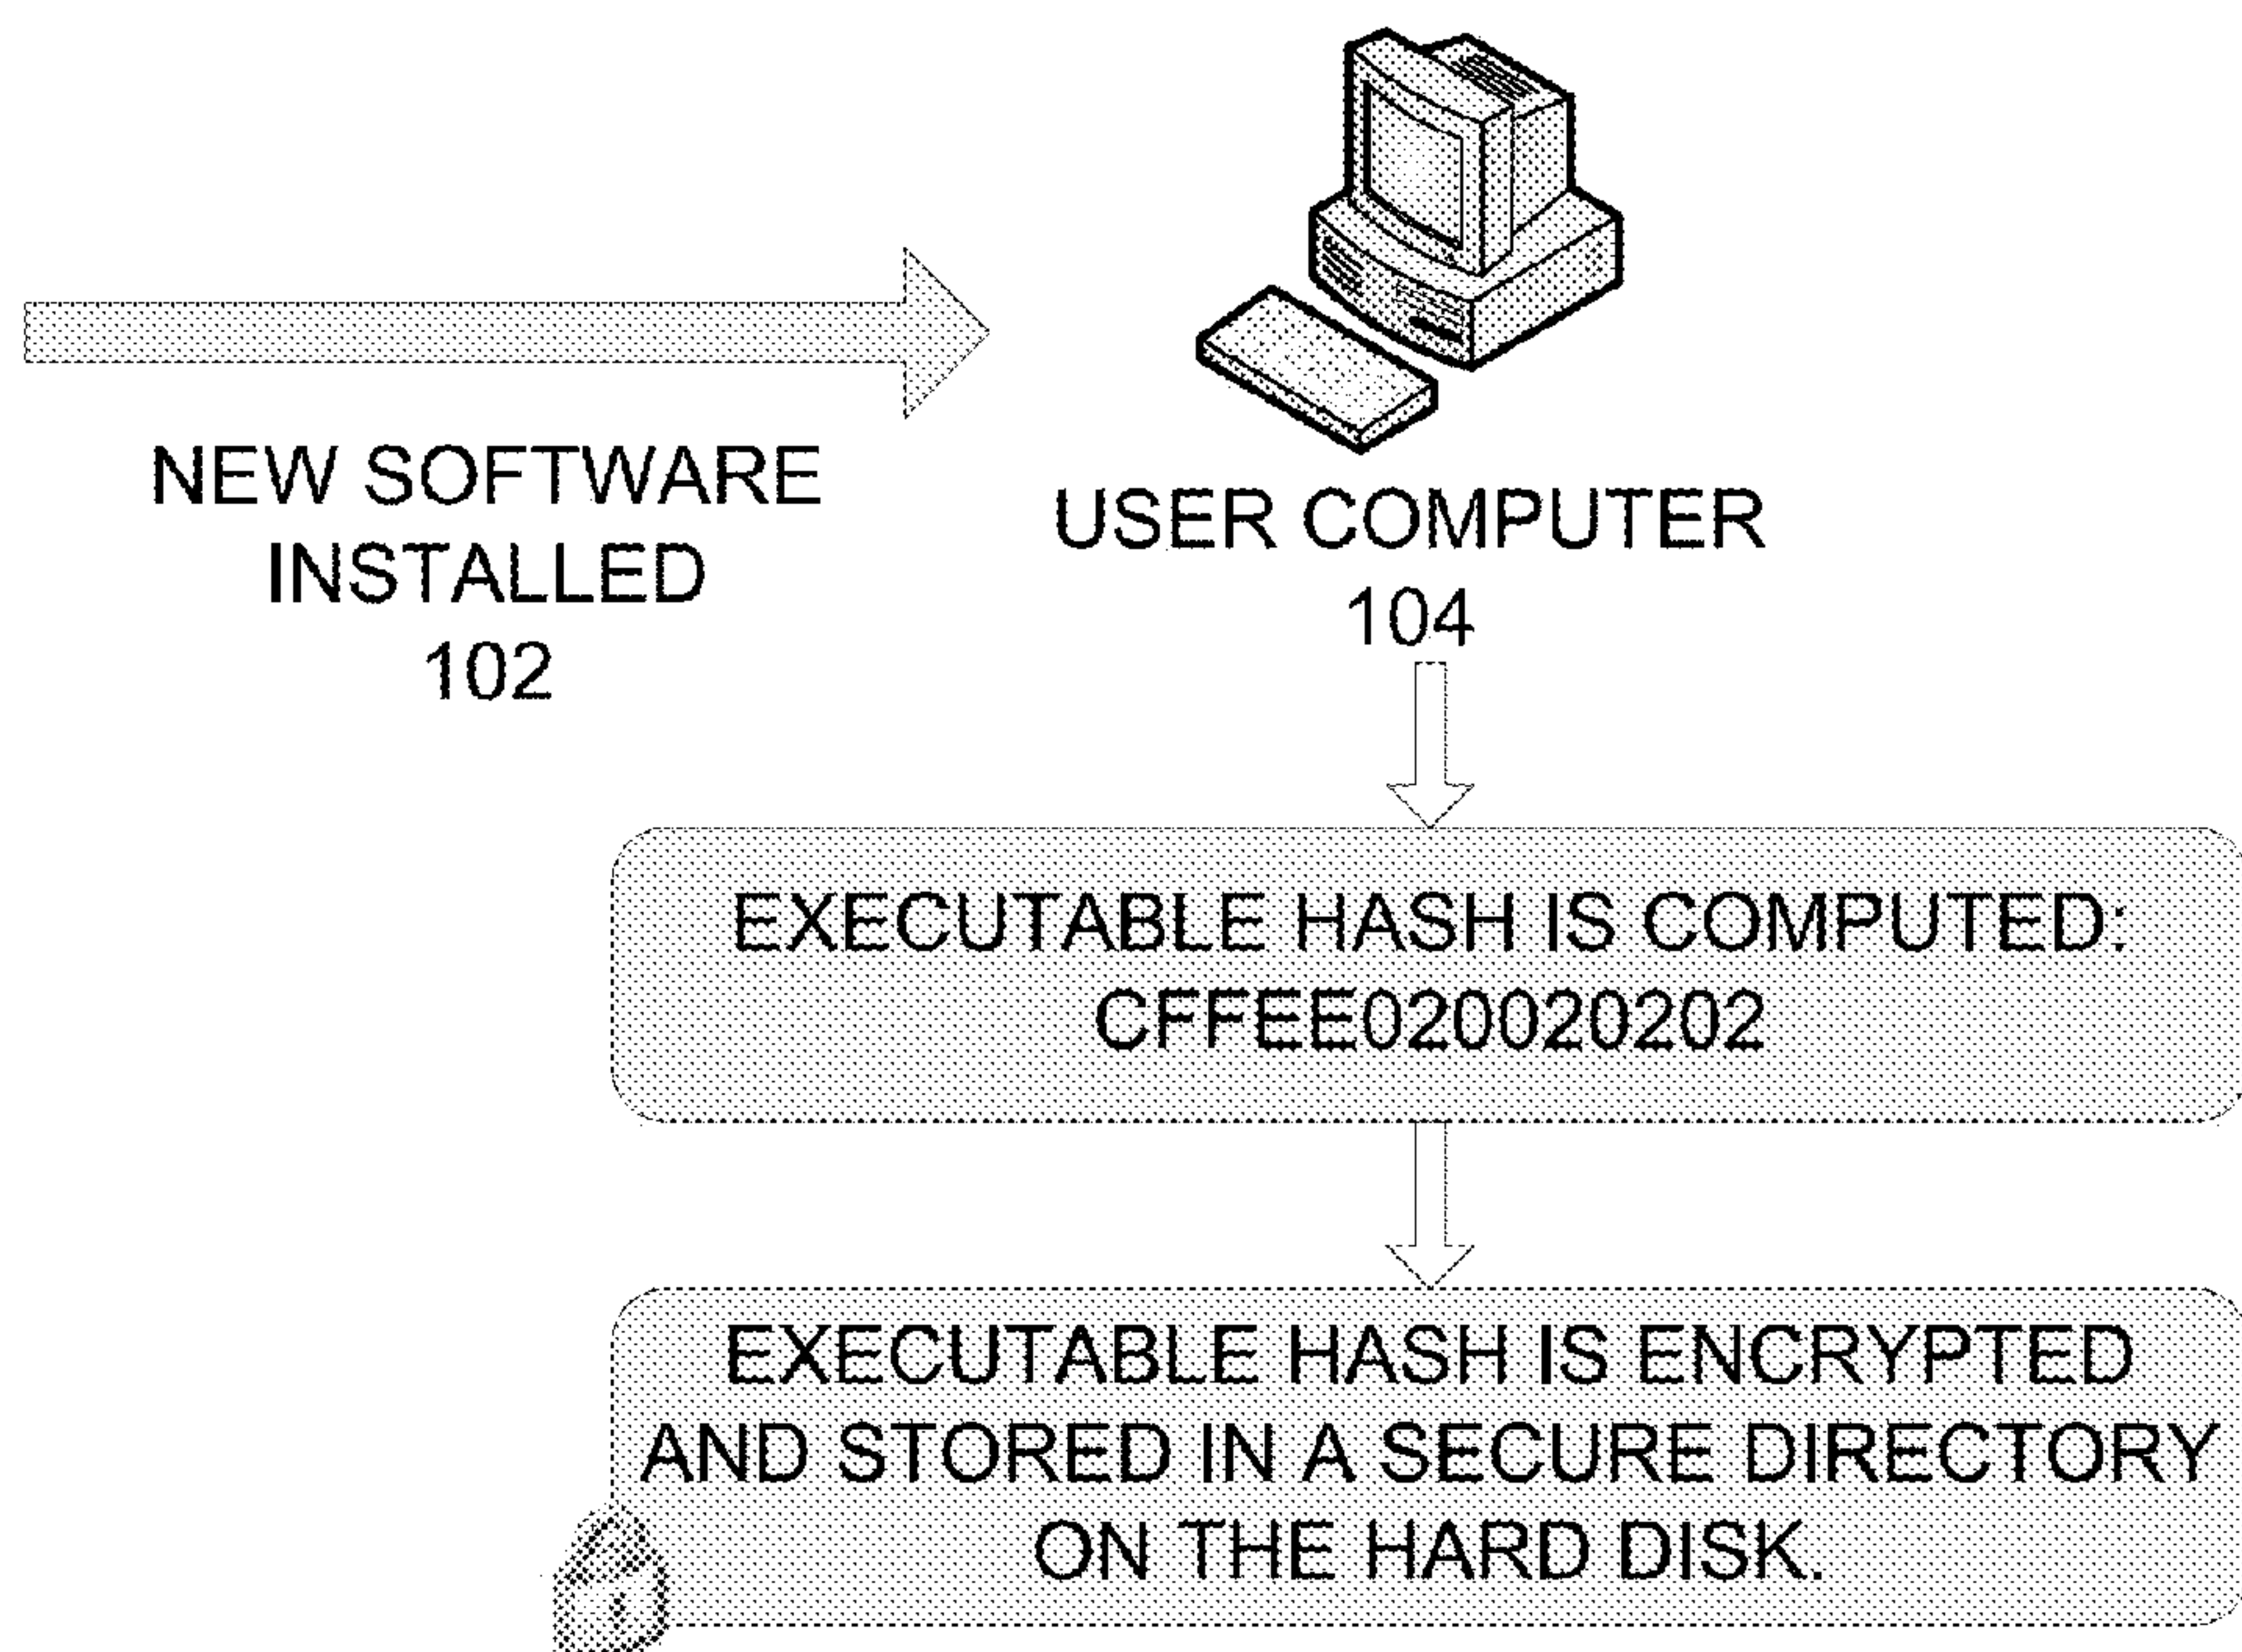 NEW SOFTWARE
INSTALLED
102
USER COMPUTER
104
EXECUTABLE HASH IS COMPUTED:
CFFEE020020202
EXECUTABLE HASH IS ENCRYPTED
AND STORED IN A SECURE DIRECTORY
ON THE HARD DISK.